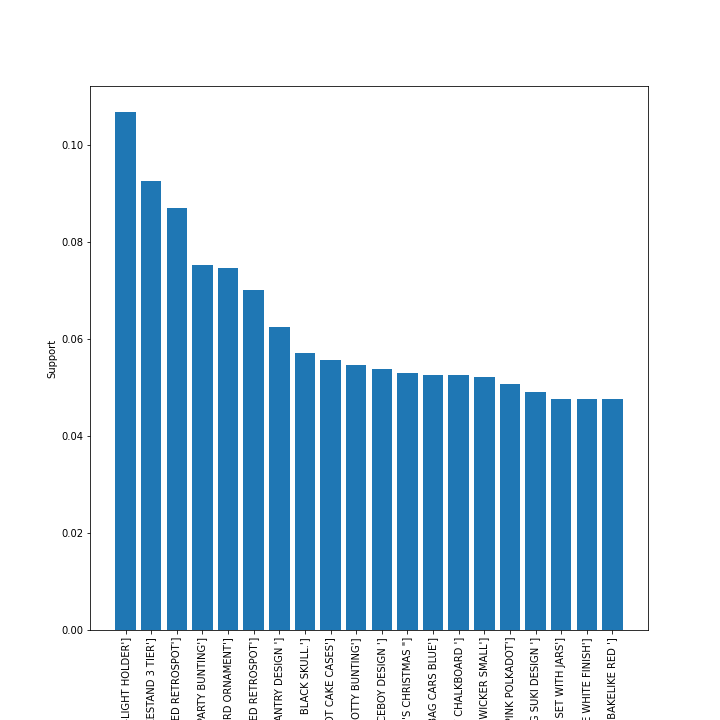 0.10
0.08
0.06
0.04
0.02
0.00
Support
LIGHT HOLDER']
ESTAND 3 TIER']
ED RETROSPOT']
PARTY BUNTING']
RD ORNAMENT']
ED RETROSPOT']
ANTRY DESIGN ']
BLACK SKULL.']
OT CAKE CASES']
OTTY BUNTING']
CEBOY DESIGN ']
'S CHRISTMAS "]
BAG CARS BLUE']
CHALKBOARD ']
WICKER SMALL']
PINK POLKADOT']
G SUKI DESIGN ']
SET WITH JARS']
E WHITE FINISH']
BAKELIKE RED ']